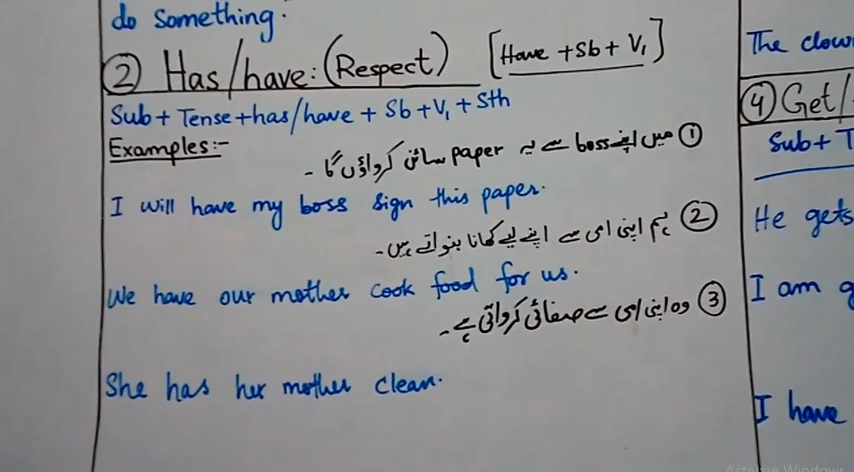 do something.
② Has/have: (Respect) [Have + Sb + V₁]
Sub + Tense + has/have + Sb + V₁ + Sth
Examples:-
① میں اپنے boss سے یہ paper سائن کرواؤں گا ۔
I will have my boss sign this paper.
② ہم اپنی امی سے اپنے لیے کھانا بنواتے ہیں ۔
We have our mother cook food for us.
③ وہ اپنی امی سے صفائی کرواتی ہے ۔
She has her mother clean.
The clow
④ Get/
Sub + T
He gets
I am g
I have
Activate Windows